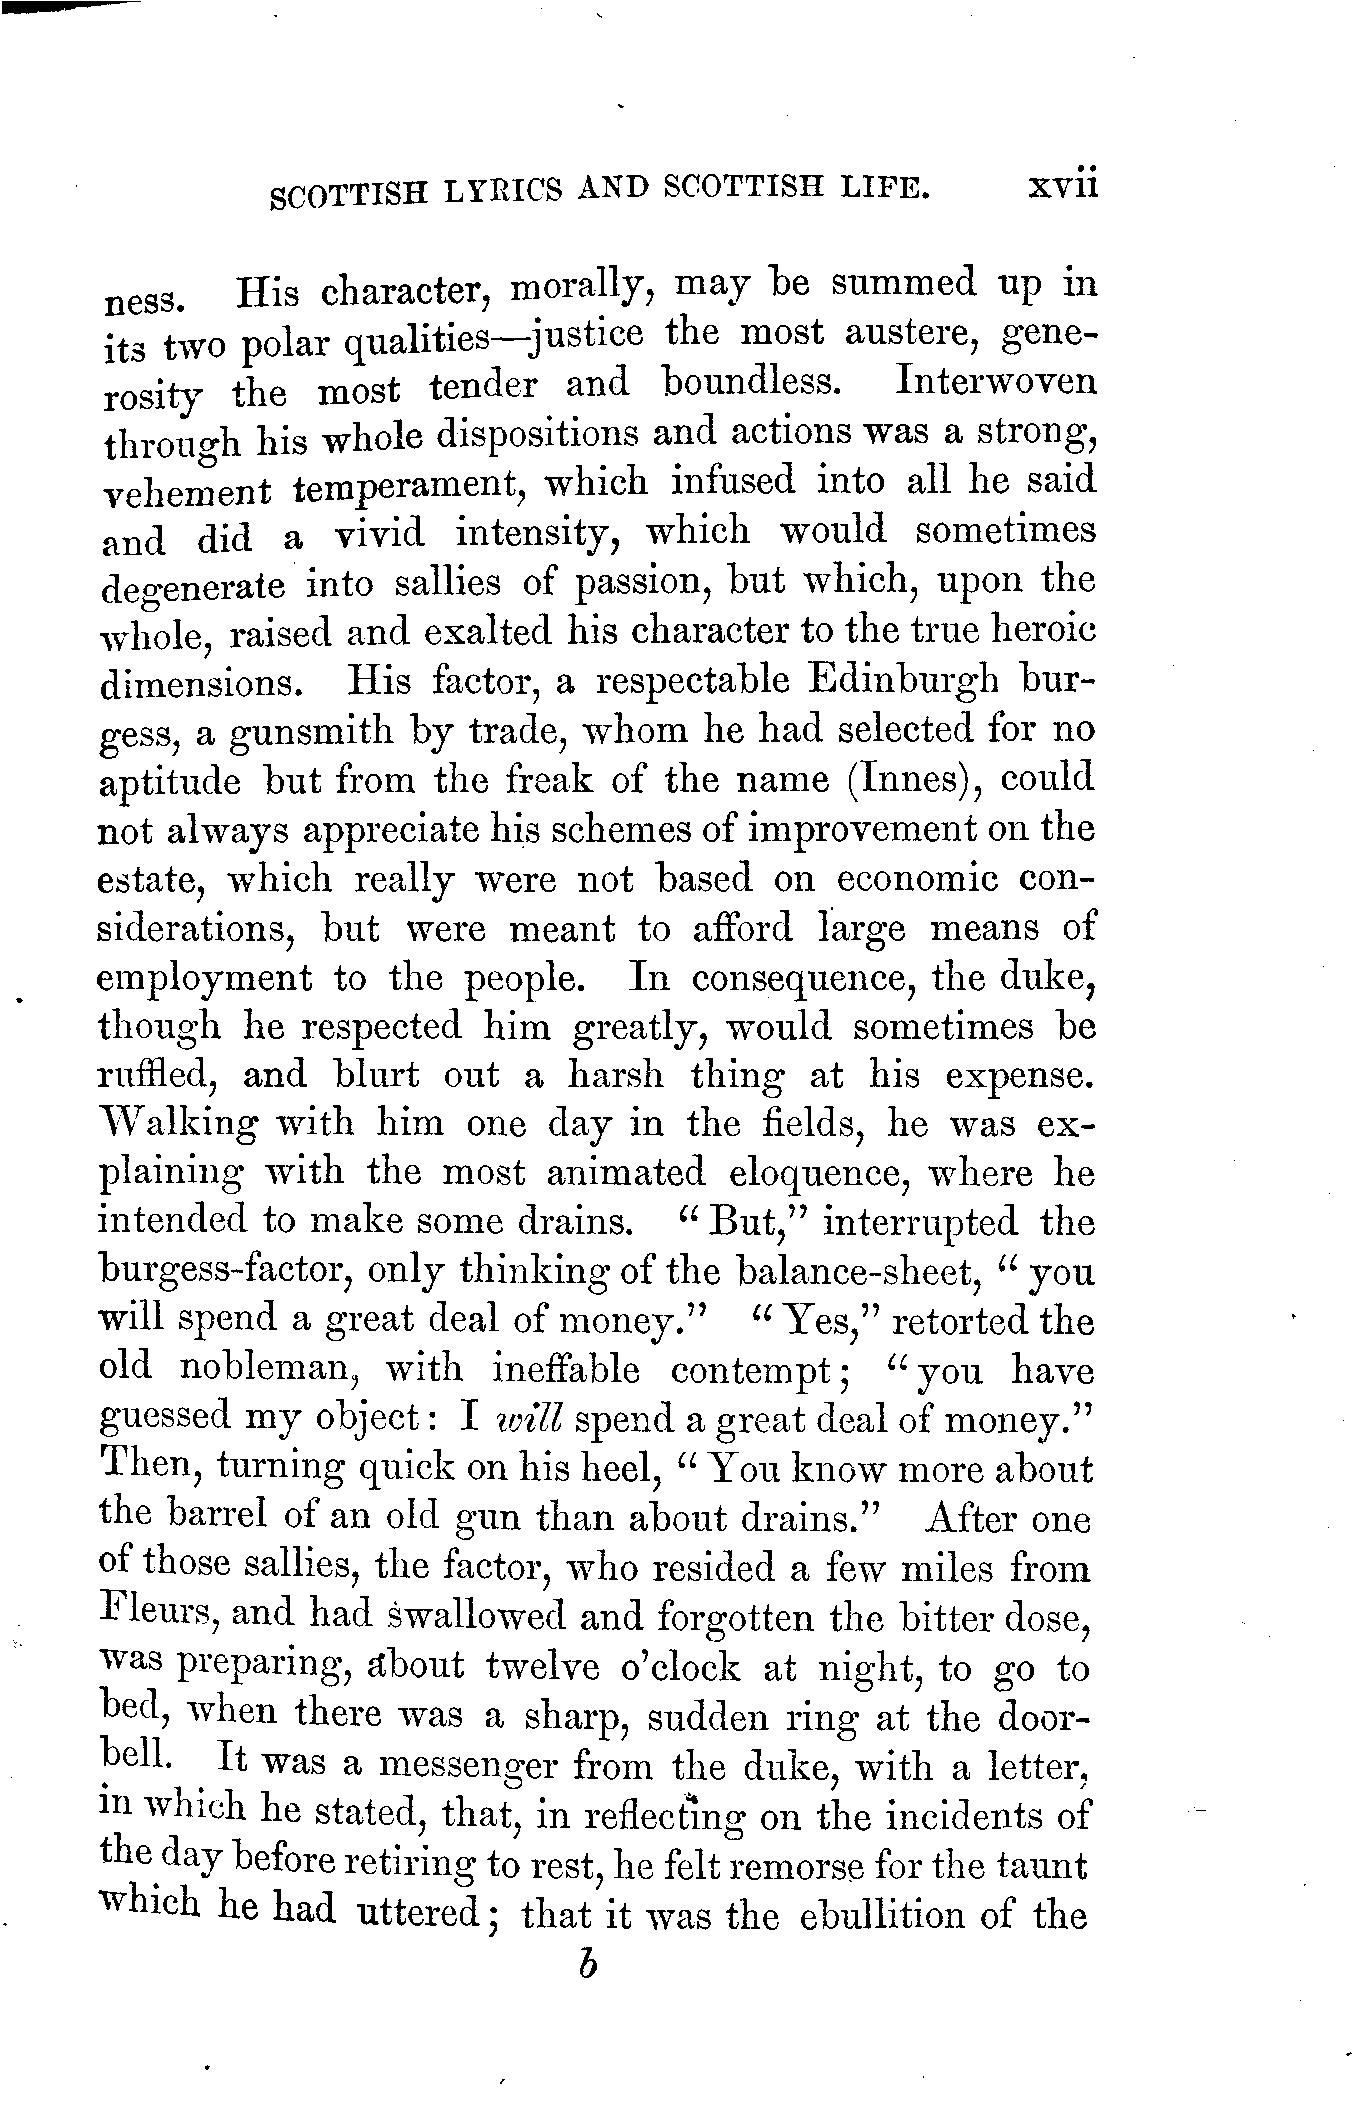 SCOTTISH LYRICS AND SCOTTISH LIFE. xvii
ness. His character, morally, may be summed up in
its two polar qualities—justice the most austere, gene-
rosity the most tender and boundless. Interwoven
through his whole dispositions and actions was a strong,
vehement temperament, which infused into all he said
and did a vivid intensity, which would sometimes
degenerate into sallies of passion, but which, upon the
whole, raised and exalted his character to the true heroic
dimensions. His factor, a respectable Edinburgh bur-
gess, a gunsmith by trade, whom he had selected for no
aptitude but from the freak of the name (Innes), could
not always appreciate his schemes of improvement on the
estate, which really were not based on economic con-
siderations, but were meant to afford large means of
employment to the people. In consequence, the duke,
though he respected him greatly, would sometimes be
ruffled, and blurt out a harsh thing at his expense.
Walking with him one day in the fields, he was ex-
plaining with the most animated eloquence, where he
intended to make some drains. “ But,” interrupted the
burgess-factor, only thinking of the balance-sheet, “ you
will spend a great deal of money.” “ Yes,” retorted the
old nobleman, with ineffable contempt ; “ you have
guessed my object : I will spend a great deal of money.”
Then, turning quick on his heel, “ You know more about
the barrel of an old gun than about drains.” After one
of those sallies, the factor, who resided a few miles from
Fleurs, and had swallowed and forgotten the bitter dose,
was preparing, about twelve o’clock at night, to go to
bed, when there was a sharp, sudden ring at the door-
bell. It was a messenger from the duke, with a letter,
in which he stated, that, in reflecting on the incidents of
the day before retiring to rest, he felt remorse for the taunt
which he had uttered ; that it was the ebullition of the
b